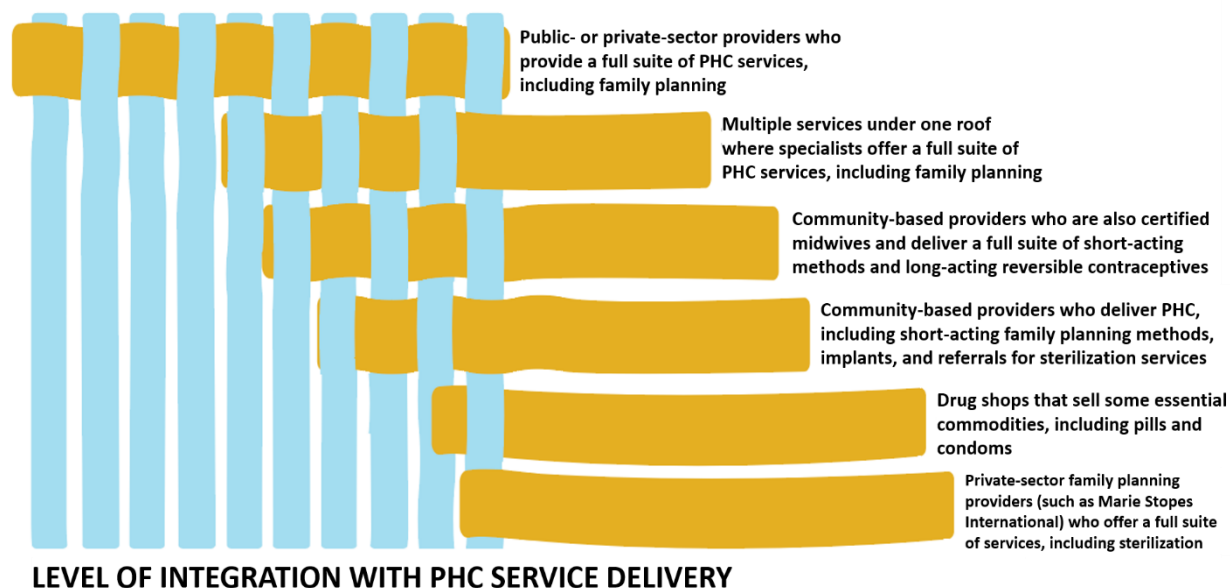 Public- or private-sector providers who
provide a full suite of PHC services,
including family planning
Multiple services under one roof
where specialists offer a full suite of
PHC services, including family planning
Community-based providers who are also certified
midwives and deliver a full suite of short-acting
methods and long-acting reversible contraceptives
Community-based providers who deliver PHC,
including short-acting family planning methods,
implants, and referrals for sterilization services
Drug shops that sell some essential
commodities, including pills and
condoms
Private-sector family planning
providers (such as Marie Stopes
International) who offer a full suite
of services, including sterilization
LEVEL OF INTEGRATION WITH PHC SERVICE DELIVERY